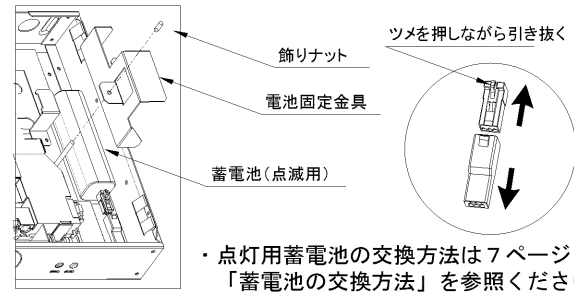 飾りナット
電池固定金具
蓄電池(点滅用)
ツメを押しながら引き抜く
・点灯用蓄電池の交換方法は7ページ
「蓄電池の交換方法」を参照くださ